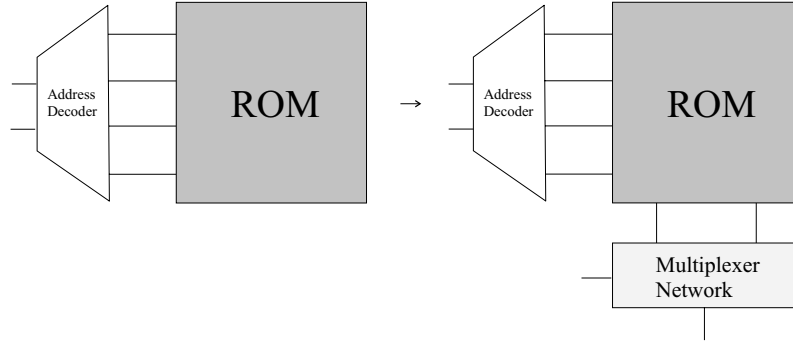 Address
Decoder
ROM
→
Address
Decoder
ROM
Multiplexer
Network